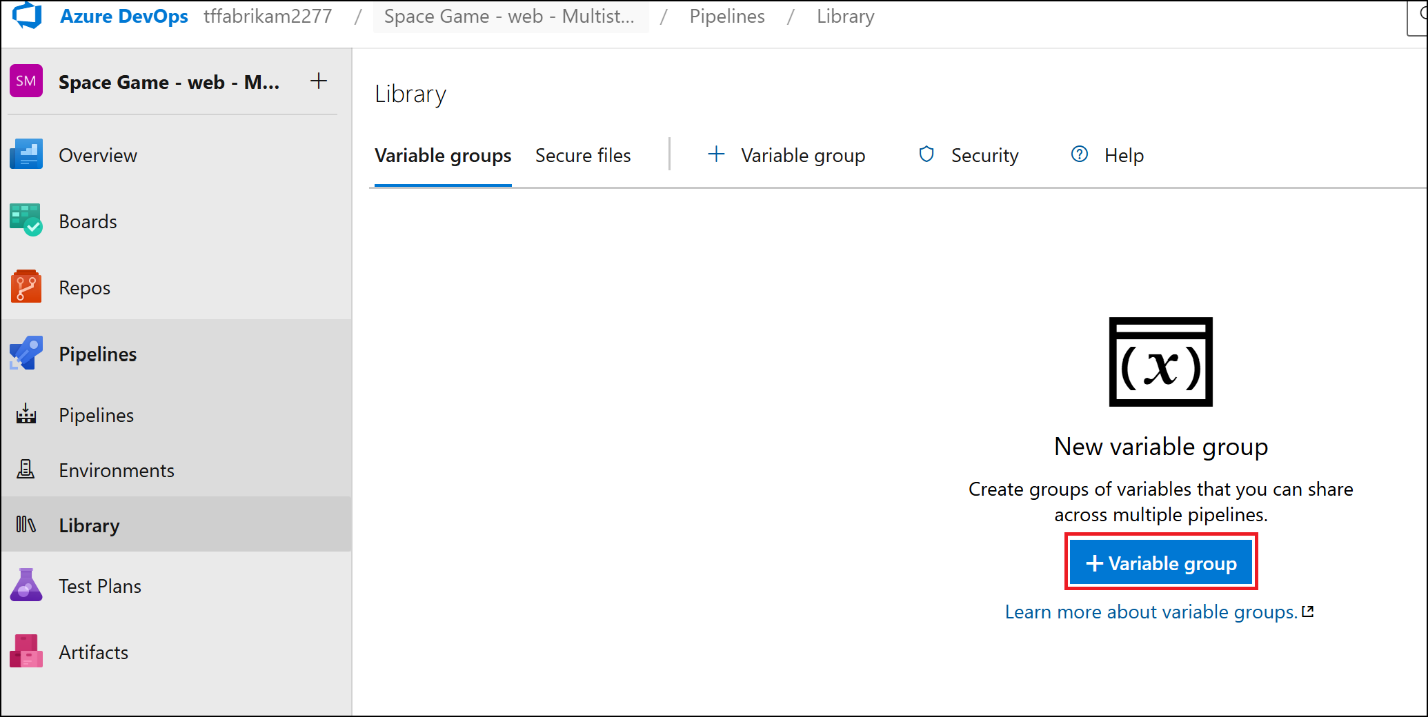 Azure DevOps tffabrikam2277 / Space Game - web - Multist... / Pipelines / Library
SM Space Game - web - M... +
Overview
Boards
Repos
Pipelines
Pipelines
Environments
Library
Test Plans
Artifacts
Library
Variable groups Secure files + Variable group Security ? Help
(x)
New variable group
Create groups of variables that you can share
across multiple pipelines.
+ Variable group
Learn more about variable groups.